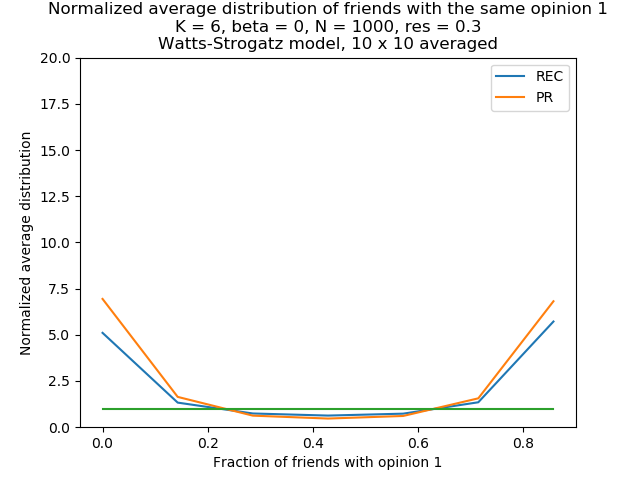 Normalized average distribution of friends with the same opinion 1
K = 6, beta = 0, N = 1000, res = 0.3
Watts-Strogatz model, 10 x 10 averaged
REC
PR
20.0
17.5
15.0
12.5
10.0
7.5
5.0
2.5
0.0
Normalized average distribution
0.0 0.2 0.4 0.6 0.8
Fraction of friends with opinion 1